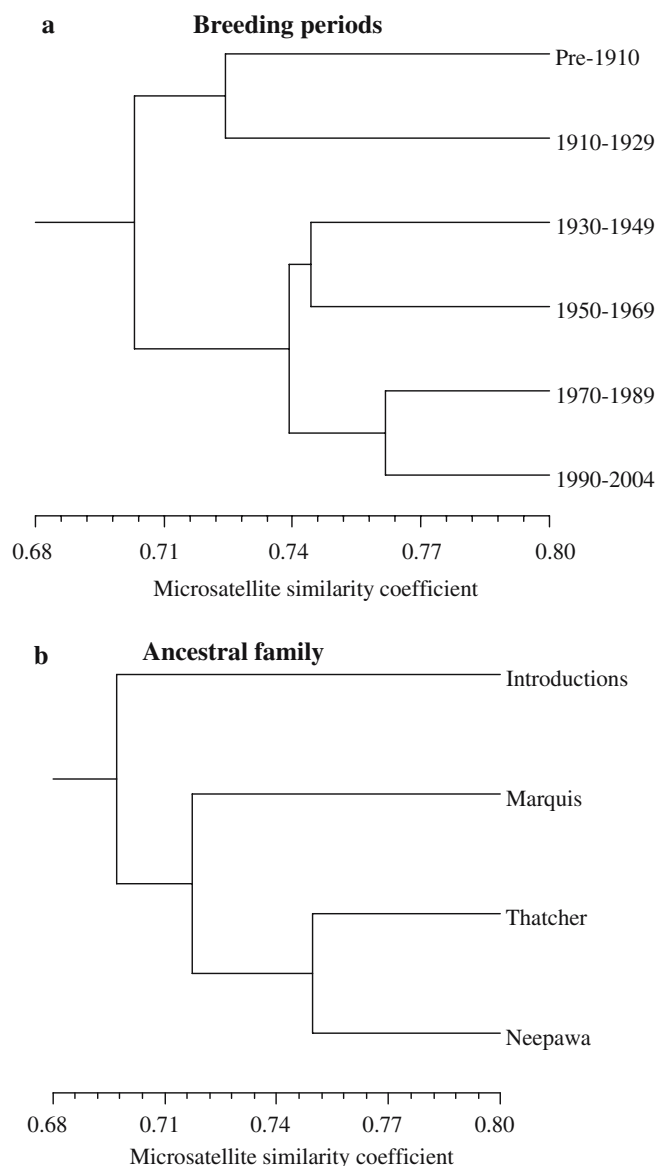 a Breeding periods
Pre-1910
1910-1929
1930-1949
1950-1969
1970-1989
1990-2004
0.68 0.71 0.74 0.77 0.80
Microsatellite similarity coefficient
b Ancestral family
Introductions
Marquis
Thatcher
Neepawa
0.68 0.71 0.74 0.77 0.80
Microsatellite similarity coefficient